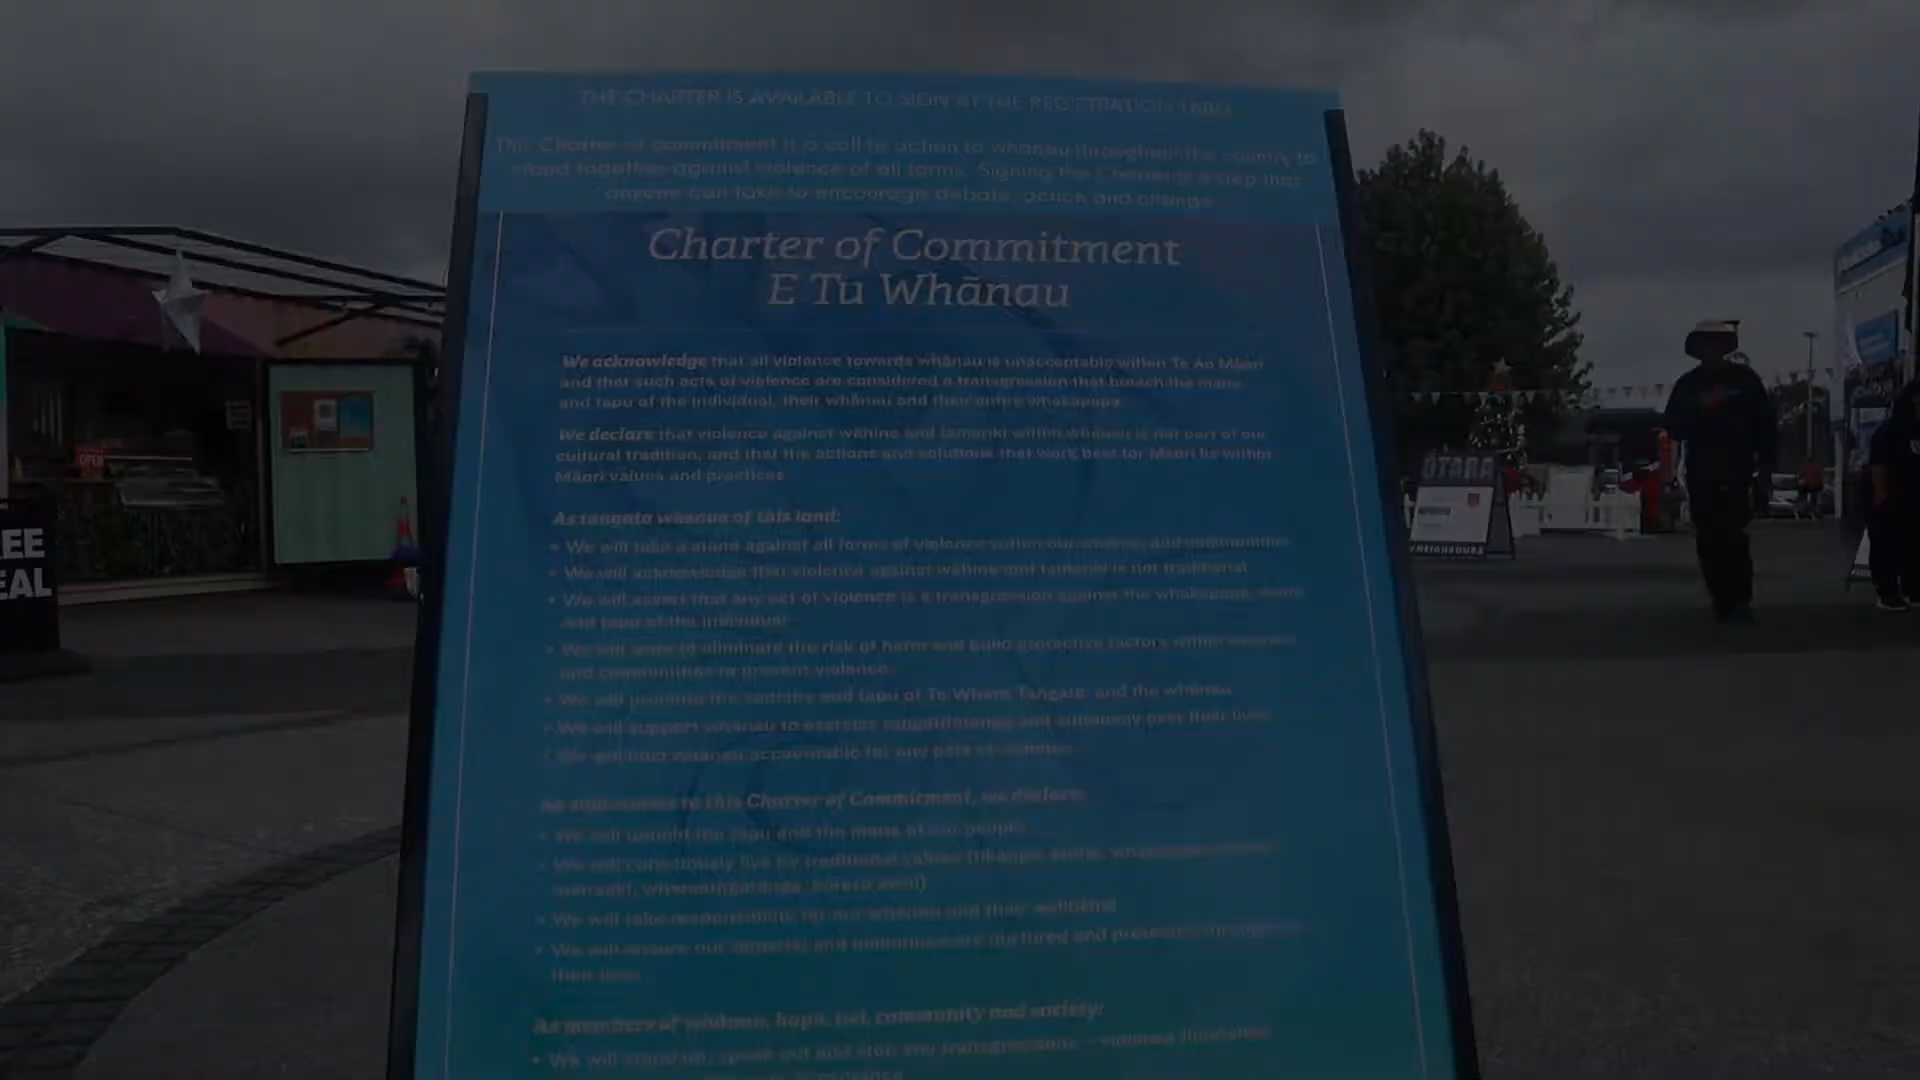 THE CHARTER IS AVAILABLE TO SIGN AT THE REGISTRATION TABLE
This Charter of commitment is a call to action to whānau throughout the country to
stand together against violence of all forms. Signing the Charter is a step that
anyone can take to encourage debate, action and change.
Charter of Commitment
E Tu Whānau
We acknowledge that all violence towards whānau is unacceptable within Te Ao Māori
and that such acts of violence are considered a transgression that breach the mana
and tapu of the individual, their whānau and their entire whakapapa.
We declare that violence against wāhine and tamariki within whānau is not part of our
cultural tradition, and that the actions and solutions that work best for Māori lie within
Māori values and practices.
As tangata whenua of this land:
• We will take a stand against all forms of violence within our whānau and communities
• We will acknowledge that violence against wāhine and tamariki is not traditional
• We will assert that any act of violence is a transgression against the whakapapa, mana
and tapu of the individual
• We will work to eliminate the risk of harm and build protective factors within whānau
and communities to prevent violence.
• We will promote the and tapu of Te Whare Tangata and the whānau
• We will support whānau to exercise rangatiratanga and autonomy over their lives
• We will hold whānau accountable for any acts of violence
As signatories to this Charter of Commitment, we declare:
• We will uphold the tapu and the mana of our people
• We will consciously live by traditional values
• We will take responsibility for our whānau and their wellbeing
• We will ensure our tamariki and mokopuna are nurtured and
their lives
As members of whānau, hapū, iwi, community and society:
• We will speak out and stop any transgressions – violence
OPEN
EE
EAL
OTARA
NEIGHBOURS